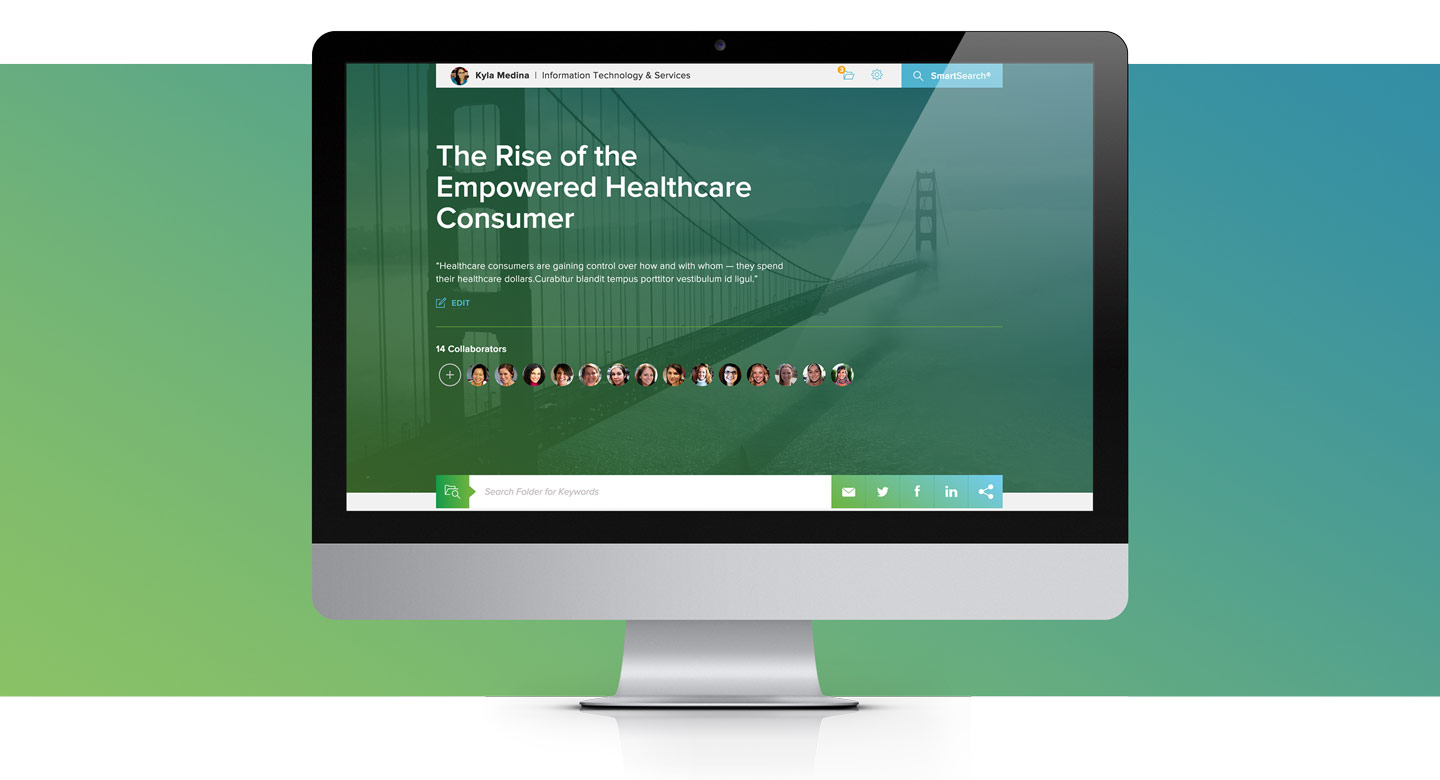 Kyla Medina | Information Technology & Services
3
SmartSearch®
The Rise of the
Empowered Healthcare
Consumer
“Healthcare consumers are gaining control over how and with whom — they spend
their healthcare dollars.Curabitur blandit tempus porttitor vestibulum id ligul.”
EDIT
14 Collaborators
Search Folder for Keywords